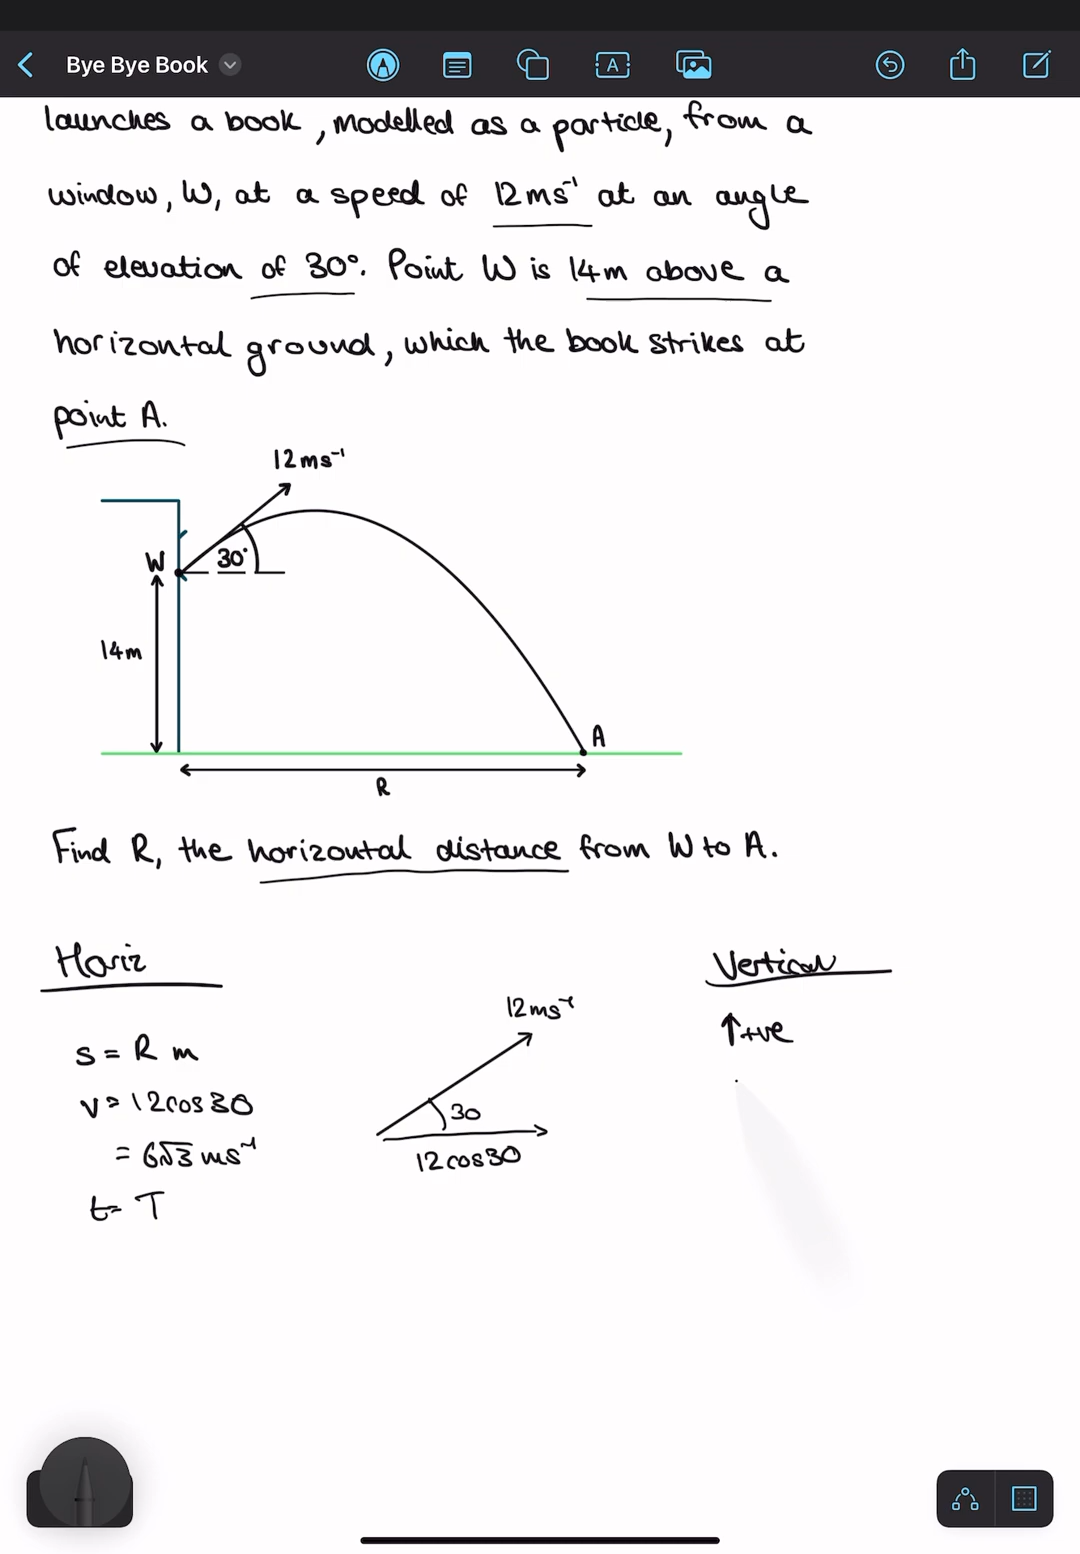 Bye Bye Book
launches a book, modelled as a particle, from a
window, W, at a speed of 12ms⁻¹ at an angle
of elevation of 30°. Point W is 14m above a
horizontal ground, which the book strikes at
point A.
12ms⁻¹
W
30°
14m
A
R
Find R, the horizontal distance from W to A.
Horiz
Vertical
12ms⁻¹
↑+ve
s = R m
v = 12cos30
30
= 6√3 ms⁻¹
12cos30
t = T